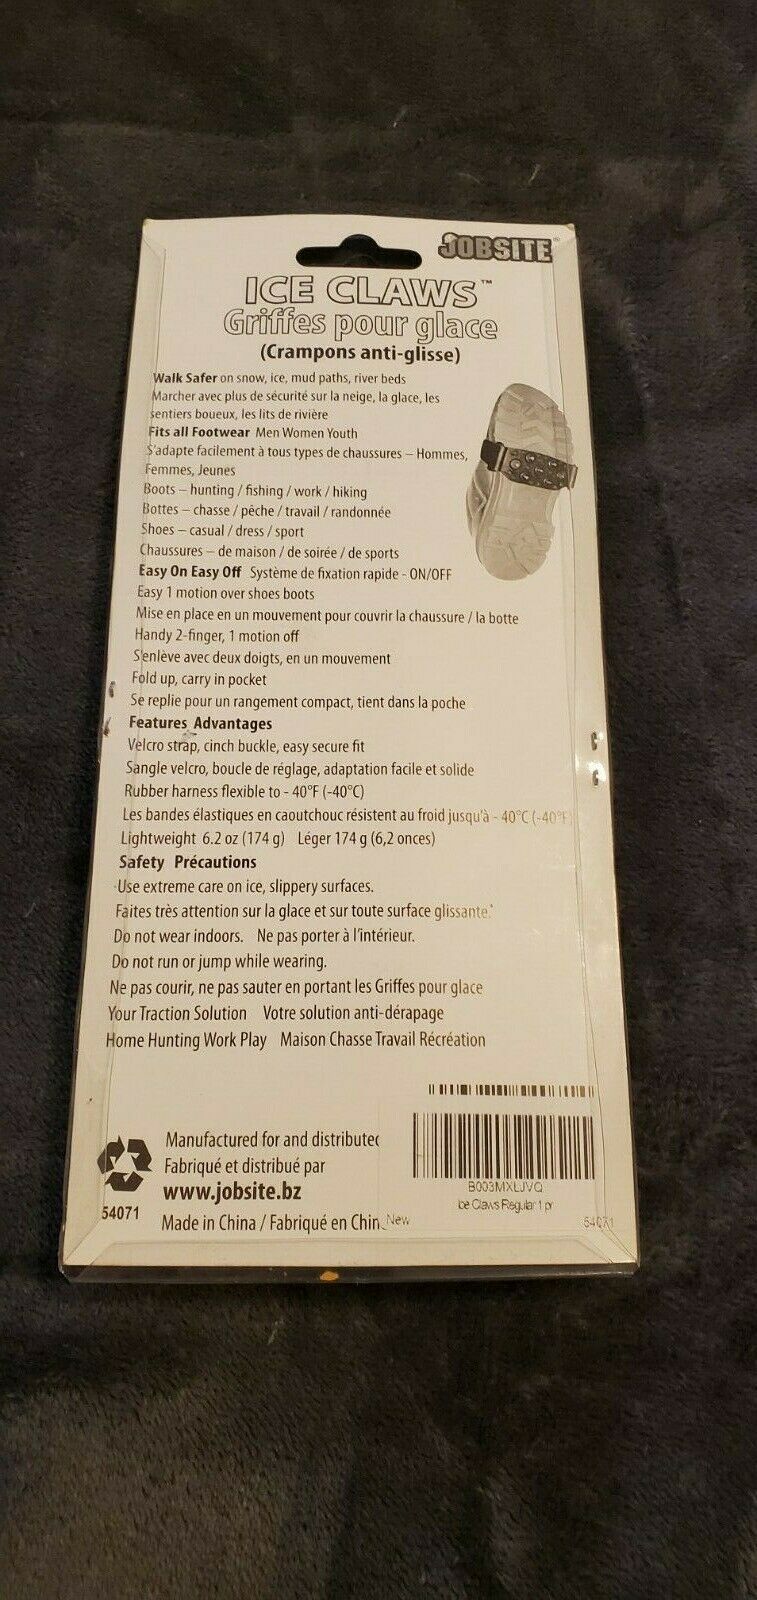 JOBSITE®
ICE CLAWS™
Griffes pour glace
(Crampons anti-glisse)
Walk Safer on snow, ice, mud paths, river beds
Marcher avec plus de sécurité sur la neige, la glace, les
sentiers boueux, les lits de rivière
Fits all Footwear Men Women Youth
S'adapte facilement à tous types de chaussures – Hommes,
Femmes, Jeunes
Boots – hunting / fishing / work / hiking
Bottes – chasse / pêche / travail / randonnée
Shoes – casual / dress / sport
Chaussures – de maison / de soirée / de sports
Easy On Easy Off Système de fixation rapide - ON/OFF
Easy 1 motion over shoes boots
Mise en place en un mouvement pour couvrir la chaussure / la botte
Handy 2-finger, 1 motion off
S'enlève avec deux doigts, en un mouvement
Fold up, carry in pocket
Se replie pour un rangement compact, tient dans la poche
Features Advantages
Velcro strap, cinch buckle, easy secure fit
Sangle velcro, boucle de réglage, adaptation facile et solide
Rubber harness flexible to - 40°F (-40°C)
Les bandes élastiques en caoutchouc résistent au froid jusqu'à - 40°C (-40°F)
Lightweight 6.2 oz (174 g) Léger 174 g (6,2 onces)
Safety Précautions
Use extreme care on ice, slippery surfaces.
Faites très attention sur la glace et sur toute surface glissante.
Do not wear indoors. Ne pas porter à l'intérieur.
Do not run or jump while wearing.
Ne pas courir, ne pas sauter en portant les Griffes pour glace
Your Traction Solution Votre solution anti-dérapage
Home Hunting Work Play Maison Chasse Travail Récréation
Manufactured for and distributed
Fabriqué et distribué par
www.jobsite.bz
54071
Made in China / Fabriqué en Chin
B003MXLJVQ
Ice Claws Regular 1 pr
New
54071